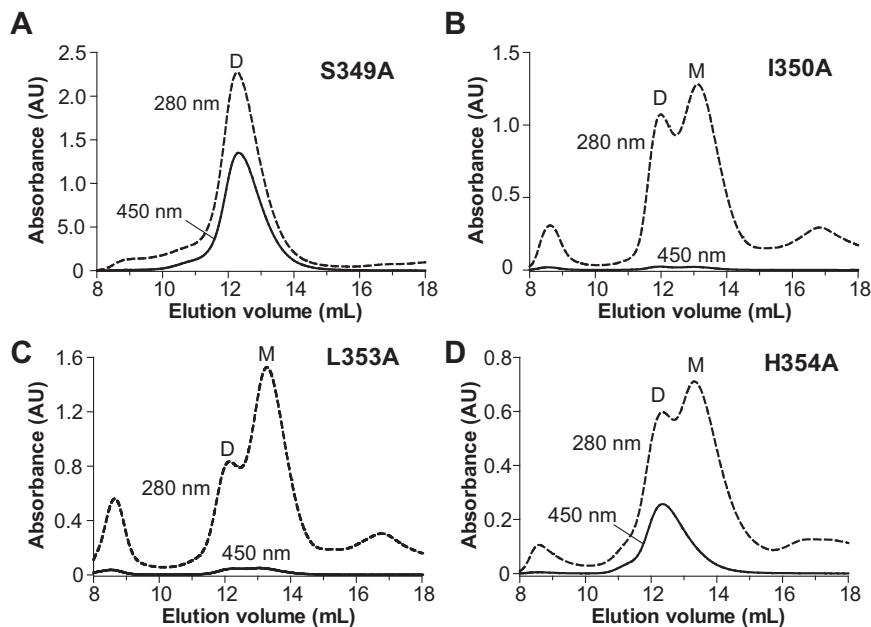 A
S349A
D
280 nm
450 nm
Absorbance (AU)
2.5
2.0
1.5
1.0
5.0
0
8 10 12 14 16 18
Elution volume (mL)
B
I350A
D
M
280 nm
450 nm
Absorbance (AU)
1.5
1.0
0.5
0
8 10 12 14 16 18
Elution volume (mL)
C
L353A
M
D
280 nm
450 nm
Absorbance (AU)
1.6
1.2
0.8
0.4
0
8 10 12 14 16 18
Elution volume (mL)
D
H354A
D
M
280 nm
450 nm
Absorbance (AU)
0.8
0.6
0.4
0.2
0
8 10 12 14 16 18
Elution volume (mL)